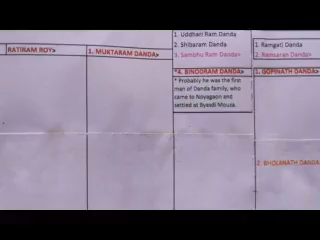 1. Uddhari Ram Danda
2. Shibaram Danda
3. Sambhu Ram Danda>
1. Ramgati Danda
2. Ramcaran Danda>
RATIRAM ROY>
1. MUKTARAM DANDA>
*4. BINODRAM DANDA>
* Probably he was the first
man of Danda family, who
came to Noyagaon and
settled at Byasdi Mouza.
1. GOPINATH DANDA>
2. BHOLANATH DANDA>